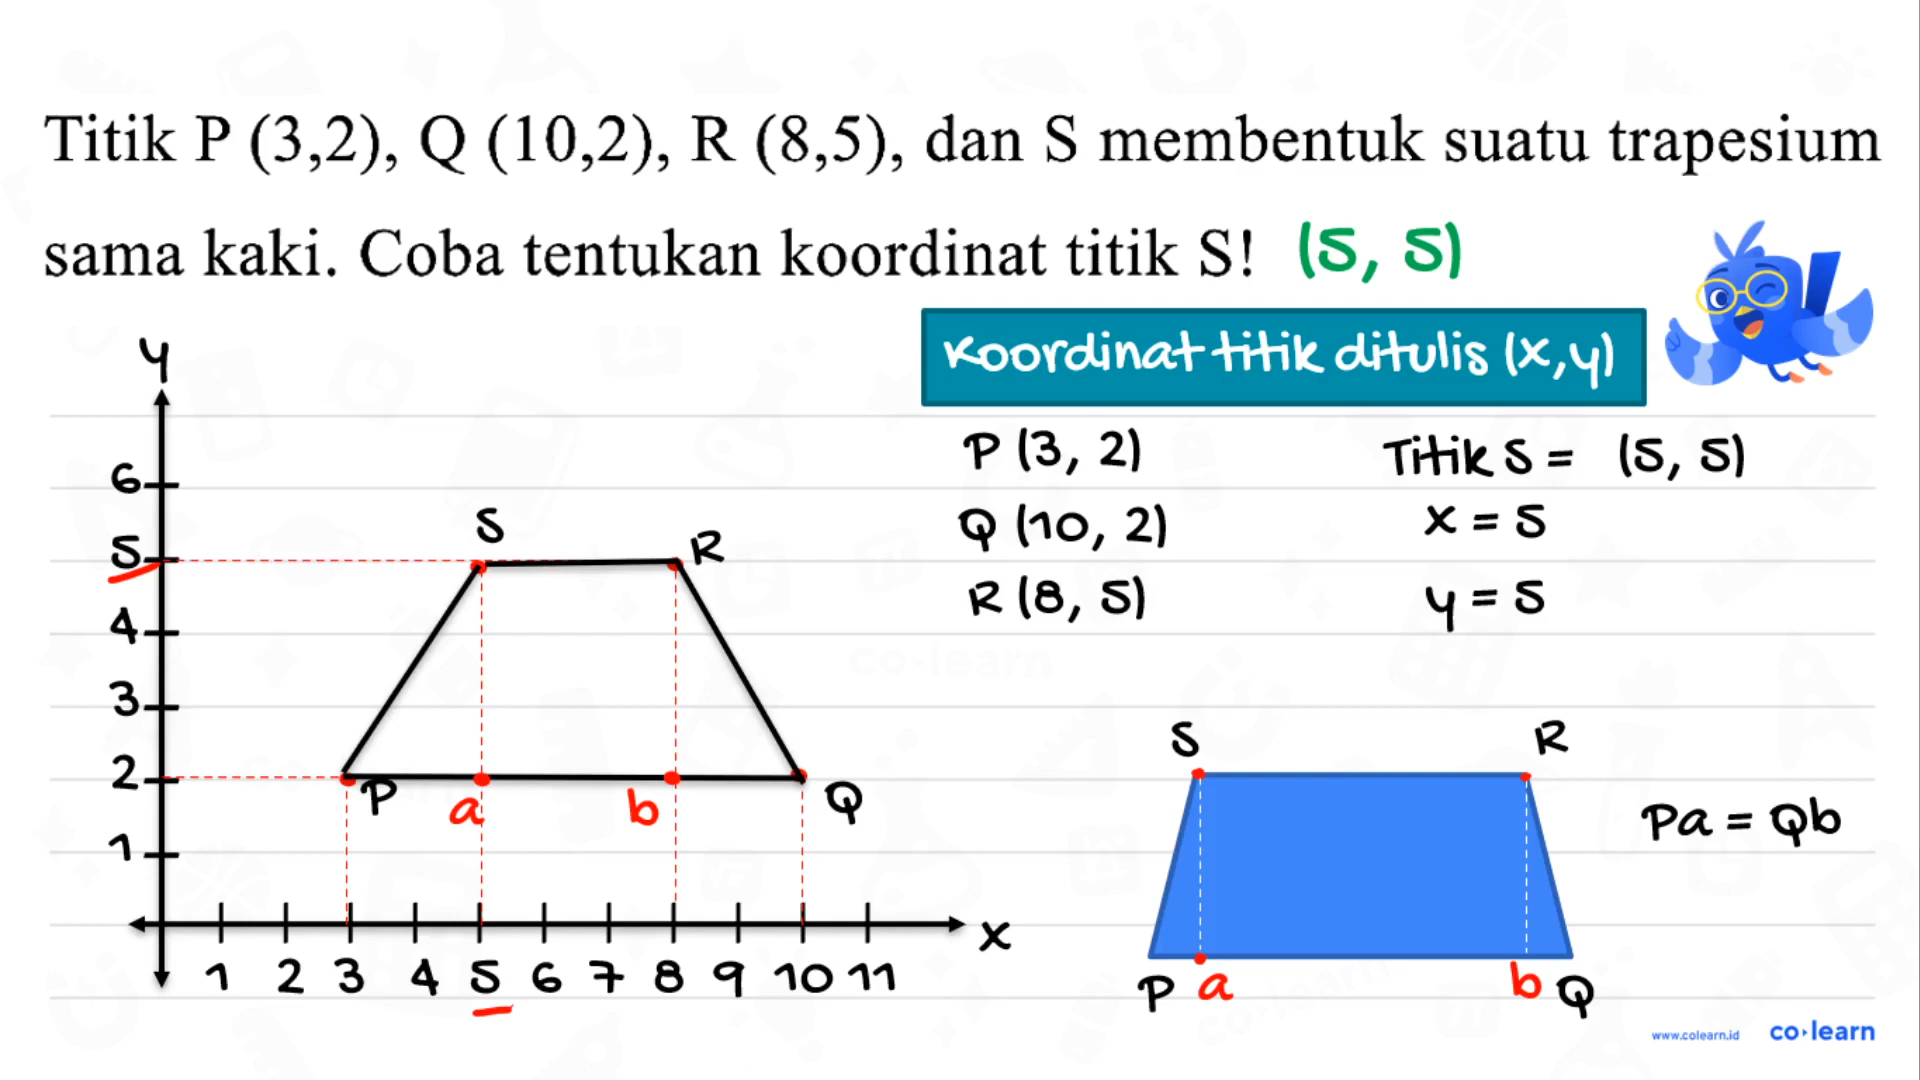 Titik P (3,2), Q (10,2), R (8,5), dan S membentuk suatu trapesium
sama kaki. Coba tentukan koordinat titik S! (5, 5)
Koordinat titik ditulis (x,y)
P (3, 2)
Q (10, 2)
R (8, 5)
Titik S = (5, 5)
x = 5
y = 5
y
6
5
4
3
2
1
S
R
P
a
b
Q
x
1 2 3 4 5 6 7 8 9 10 11
S R
Pa = Qb
P a b Q
co-learn
www.colearn.id co·learn